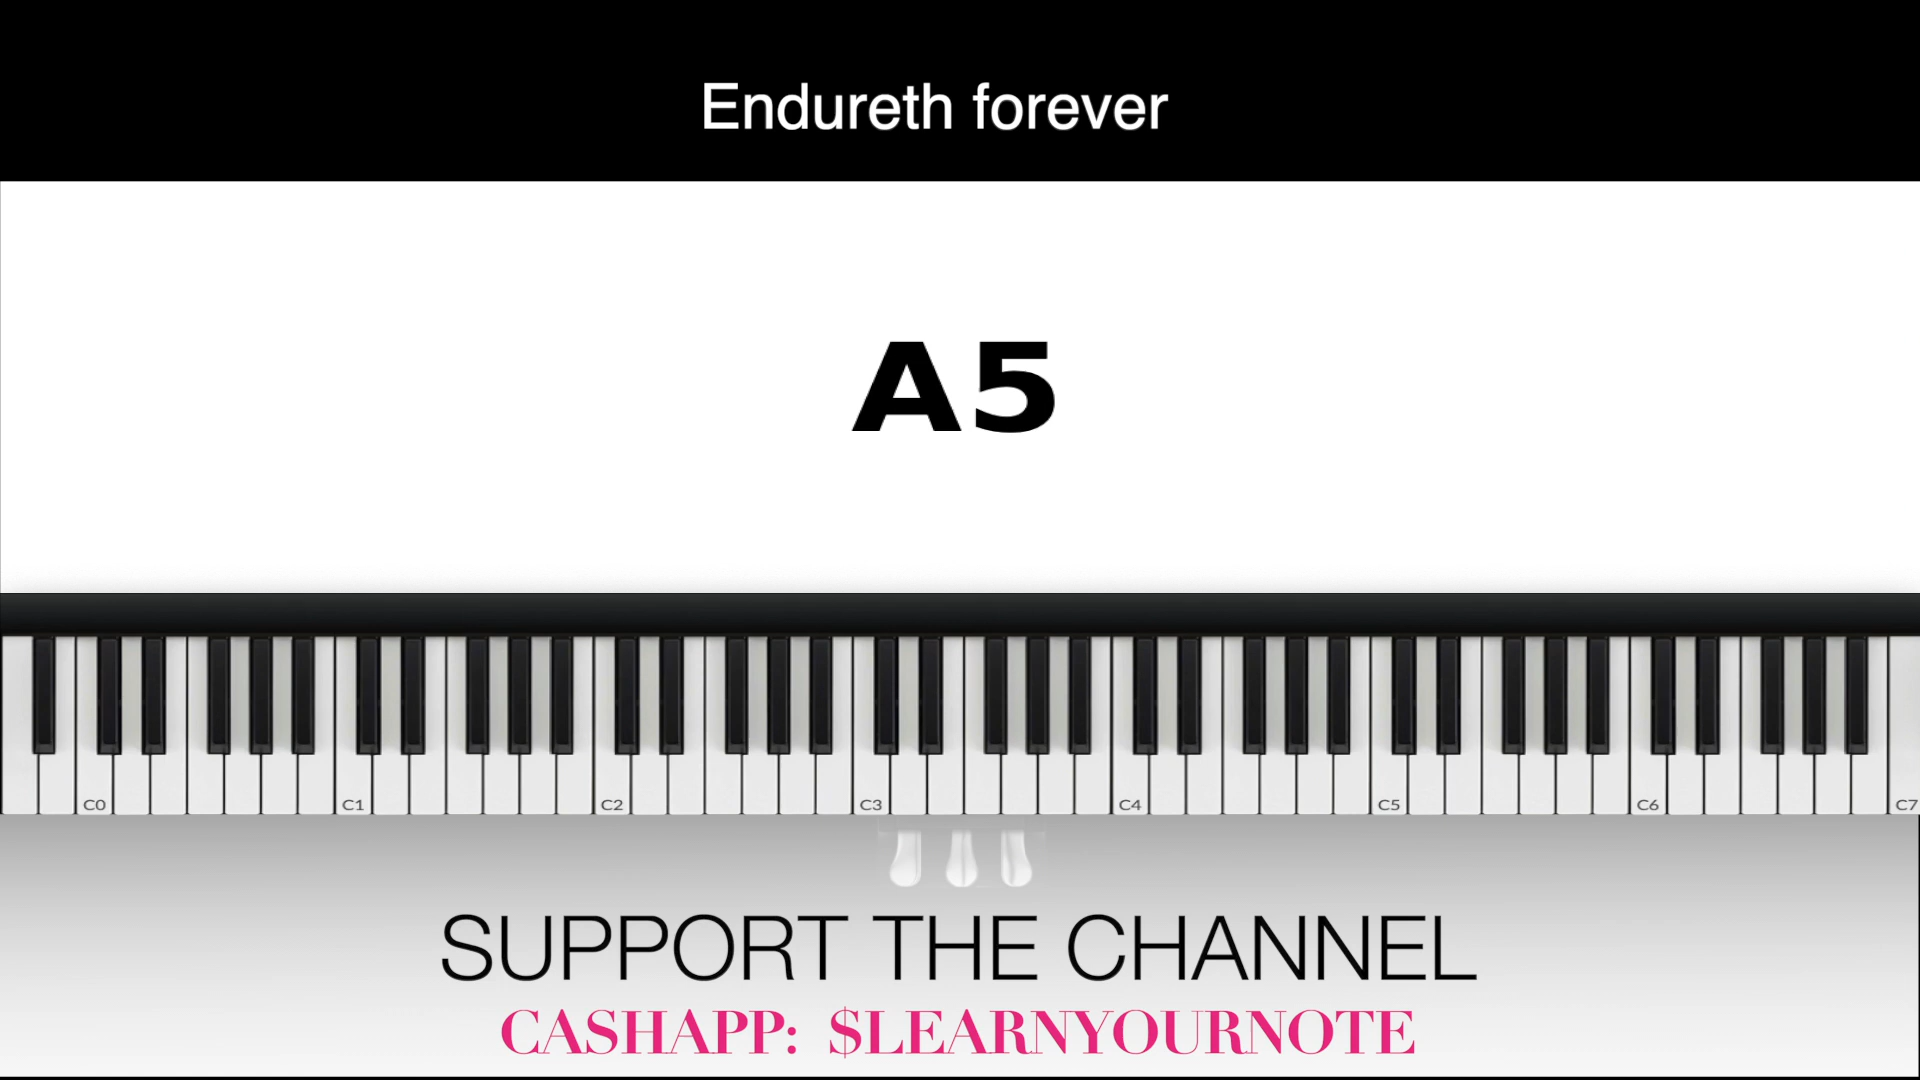 Endureth forever
A5
C0 C1 C2 C3 C4 C5 C6 C7
SUPPORT THE CHANNEL
CASHAPP: $LEARNYOURNOTE